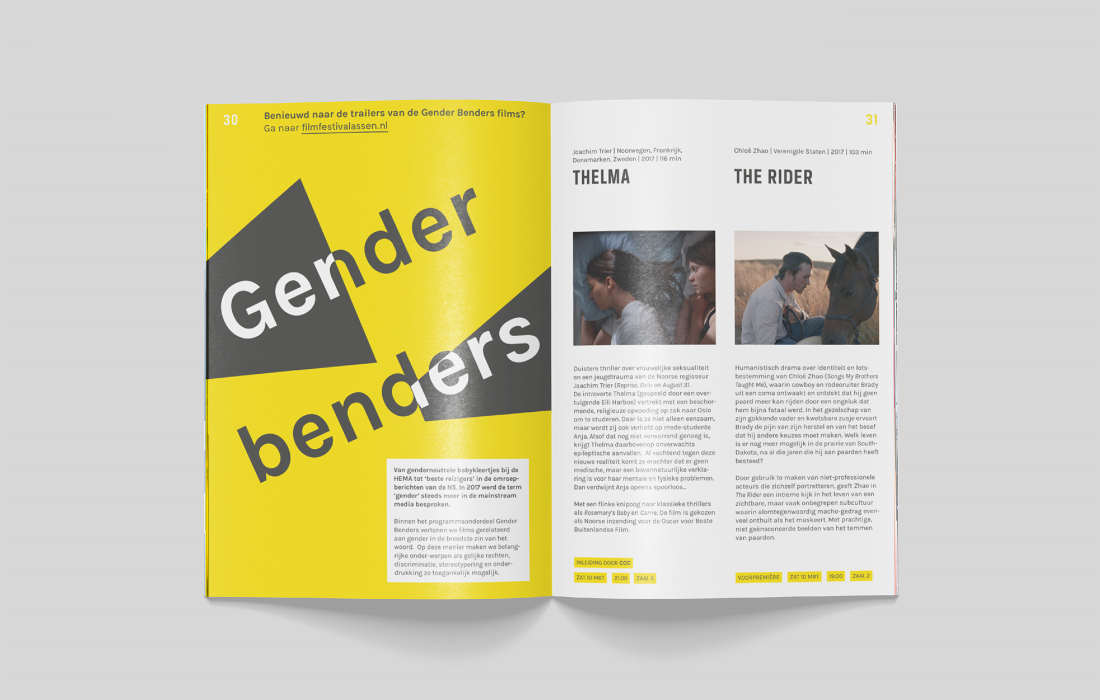 30
Benieuwd naar de trailers van de Gender Benders films?
Ga naar filmfestivalassen.nl
Gender
benders
Van genderneutrale babykleertjes bij de
HEMA tot 'beste reizigers' in de omroep-
berichten van de NS. In 2017 werd de term
'gender' steeds meer in de mainstream
media besproken.
Binnen het programmaonderdeel Gender
Benders vertonen we films gerelateerd
aan gender in de breedste zin van het
woord. Op deze manier maken we belang-
rijke onder-werpen als gelijke rechten,
discriminatie, stereotypering en onder-
drukking zo toegankelijk mogelijk.
31
Joachim Trier | Noorwegen, Frankrijk,
Denemarken, Zweden | 2017 | 116 min
THELMA
Duistere thriller over vrouwelijke seksualiteit
en een jeugdtrauma van de Noorse regisseur
Joachim Trier (Reprise, Oslo en August 31.
De introverte Thelma (gespeeld door een over-
tuigende Eili Harboe) vertrekt met een bescher-
mende, religieuze opvoeding op zak naar Oslo
om te studeren. Daar is ze niet alleen eenzaam,
maar wordt zij ook verliefd op mede-studente
Anja. Alsof dat nog niet verwarrend genoeg is,
krijgt Thelma daarbovenop onverwachts
epileptische aanvallen. Al vechtend tegen deze
nieuwe realiteit komt ze erachter dat er geen
medische, maar een bovennatuurlijke verkla-
ring is voor haar mentale en fysieke problemen.
Dan verdwijnt Anja opeens spoorloos...
Met een flinke knipoog naar klassieke thrillers
als Rosemary's Baby en Carrie. De film is gekozen
als Noorse inzending voor de Oscar voor Beste
Buitenlandse Film.
INLEIDING DOOR COC
ZAT 10 MRT 21:00 ZAAL 5
Chloé Zhao | Verenigde Staten | 2017 | 103 min
THE RIDER
Humanistisch drama over identiteit en lots-
bestemming van Chloé Zhao (Songs My Brothers
Taught Me), waarin cowboy en rodeoruiter Brady
uit een coma ontwaakt en ontdekt dat hij geen
paard meer kan rijden door een ongeluk dat
hem bijna fataal werd. In het gezelschap van
zijn gokkende vader en kwetsbare zusje ervaart
Brady de pijn van zijn herstel en van het besef
dat hij andere keuzes moet maken. Welk leven
is er nog meer mogelijk in de prairie van South-
Dakota, na al die jaren die hij aan paarden heeft
besteed?
Door gebruik te maken van niet-professionele
acteurs die zichzelf portretteren, geeft Zhao in
The Rider een intieme kijk in het leven van een
zichtbare, maar vaak onbegrepen subcultuur
waarin alomtegenwoordig macho-gedrag even-
veel onthult als het maskeert. Met prachtige,
niet geënsceneerde beelden van het temmen
van paarden.
VOORPREMIÈRE ZAT 10 MRT 19:00 ZAAL 2